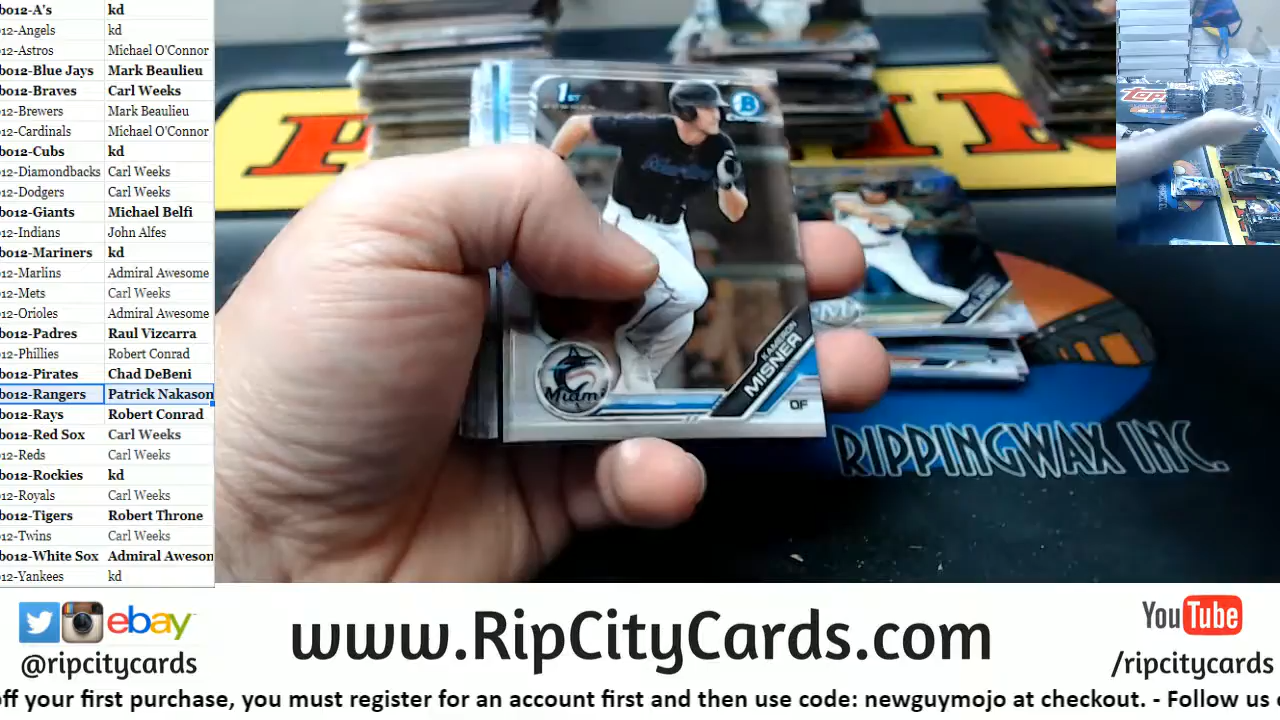 bo12-A's kd
12-Angels kd
12-Astros Michael O'Connor
bo12-Blue Jays Mark Beaulieu
bo12-Braves Carl Weeks
12-Brewers Mark Beaulieu
12-Cardinals Michael O'Connor
bo12-Cubs kd
12-Diamondbacks Carl Weeks
12-Dodgers Carl Weeks
bo12-Giants Michael Belfi
12-Indians John Alfes
bo12-Mariners kd
12-Marlins Admiral Awesome
12-Mets Carl Weeks
12-Orioles Admiral Awesome
bo12-Padres Raul Vizcarra
12-Phillies Robert Conrad
bo12-Pirates Chad DeBeni
bo12-Rangers Patrick Nakason
bo12-Rays Robert Conrad
bo12-Red Sox Carl Weeks
12-Reds Carl Weeks
bo12-Rockies kd
12-Royals Carl Weeks
bo12-Tigers Robert Throne
12-Twins Carl Weeks
bo12-White Sox Admiral Aweson
12-Yankees kd
1ST
B
Marlins
KAMERON
MISNER
OF
Miami
Topps
RIPPINGWAX INC.
ebay
@ripcitycards
www.RipCityCards.com
YouTube
/ripcitycards
off your first purchase, you must register for an account first and then use code: newguymojo at checkout. - Follow us